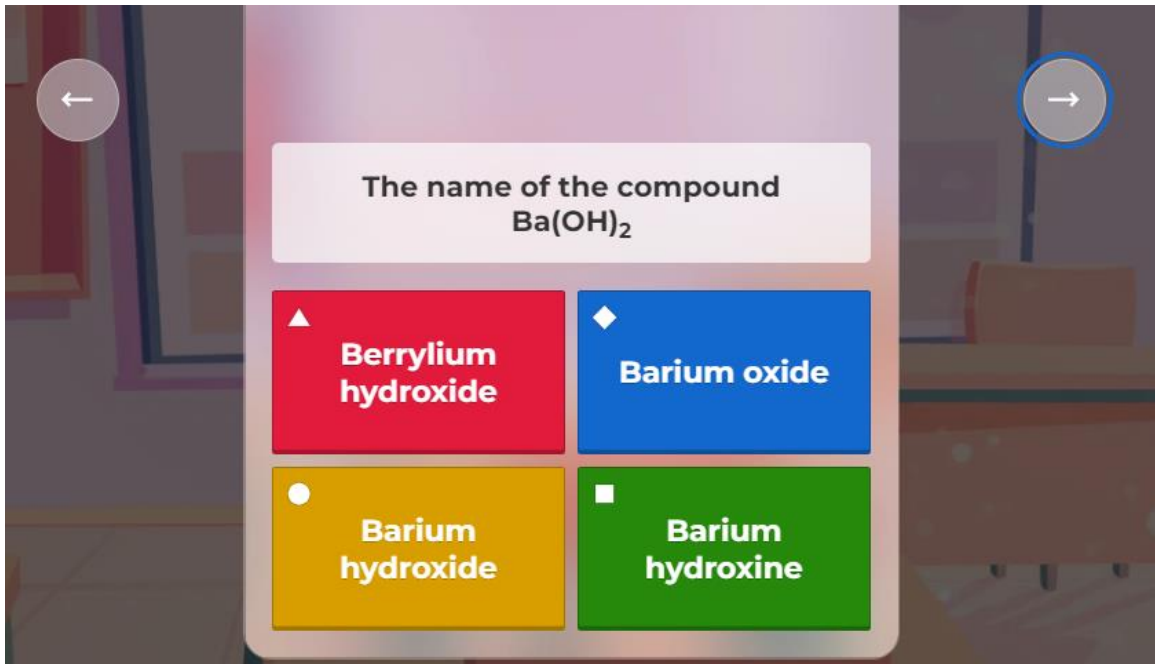 ←
→
The name of the compound
Ba(OH)₂
Berrylium
hydroxide
Barium oxide
Barium
hydroxide
Barium
hydroxine